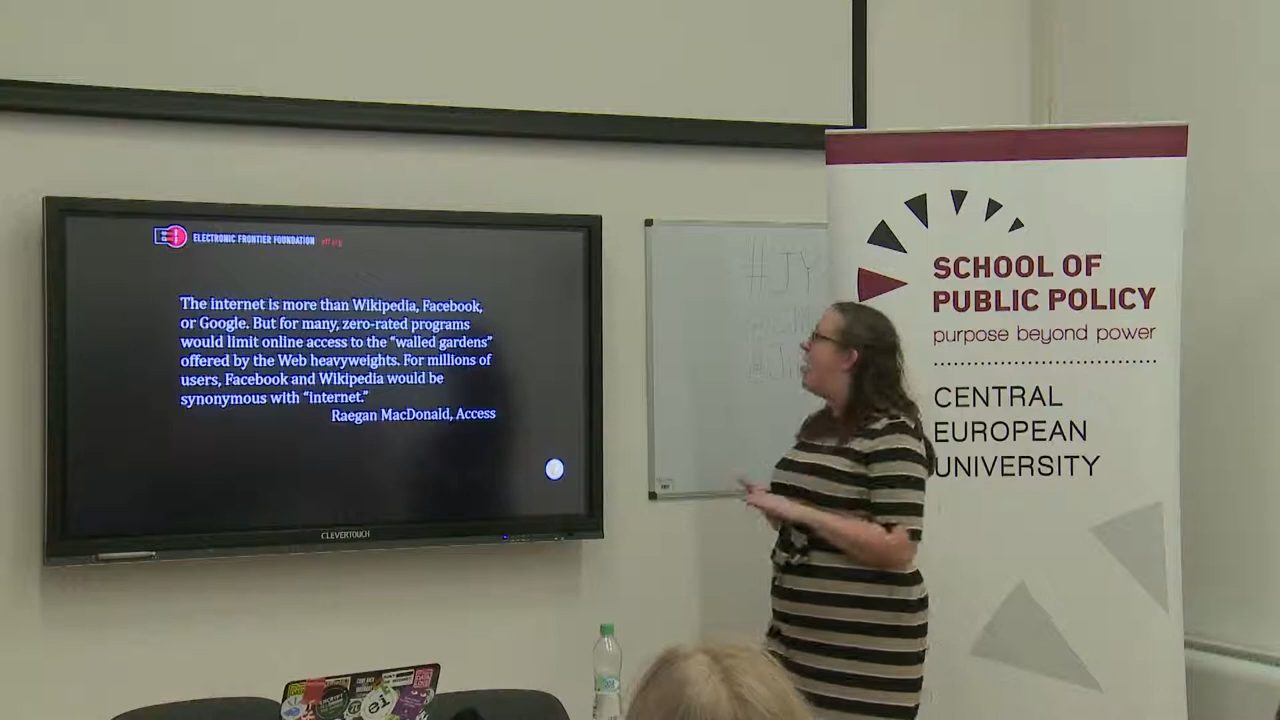 ELECTRONIC FRONTIER FOUNDATION eff.org
The internet is more than Wikipedia, Facebook,
or Google. But for many, zero-rated programs
would limit online access to the “walled gardens”
offered by the Web heavyweights. For millions of
users, Facebook and Wikipedia would be
synonymous with “internet.”
Raegan MacDonald, Access
CLEVERTOUCH
#JY
SCHOOL OF
PUBLIC POLICY
purpose beyond power
CENTRAL
EUROPEAN
UNIVERSITY